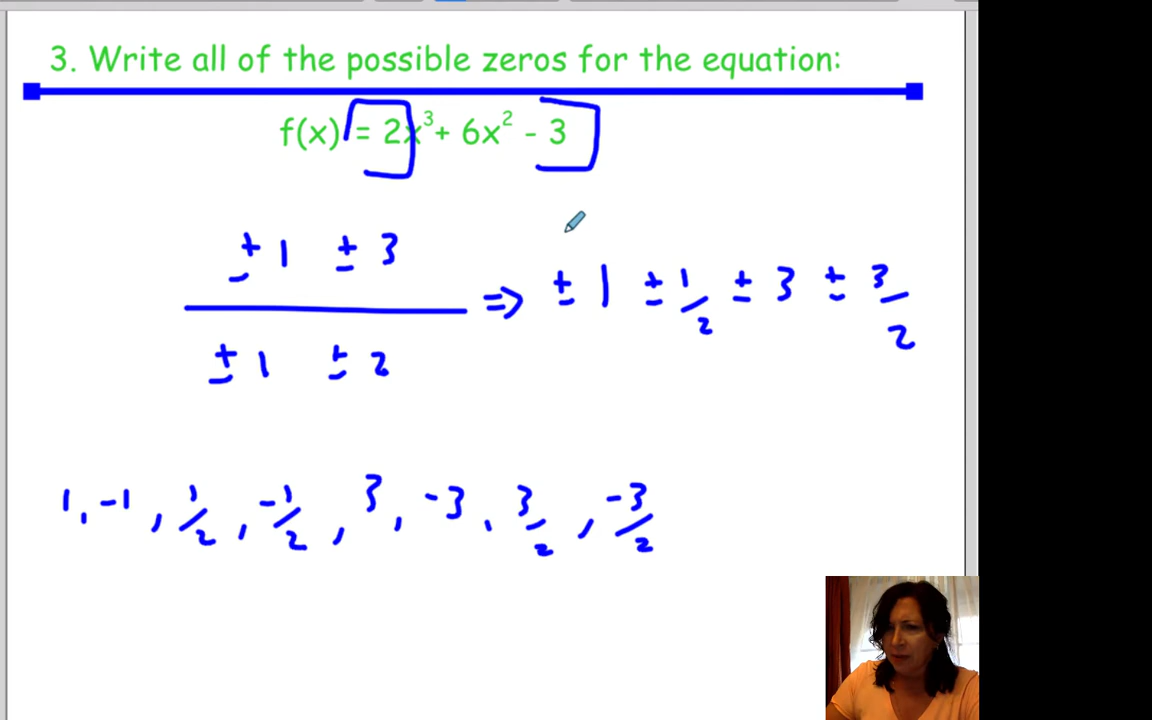 3. Write all of the possible zeros for the equation:
f(x) = 2x³ + 6x² - 3
± 1 ± 3
± 1 ± 2
⇒ ± 1 ± 1/2 ± 3 ± 3/2
1, -1, 1/2, -1/2, 3, -3, 3/2, -3/2